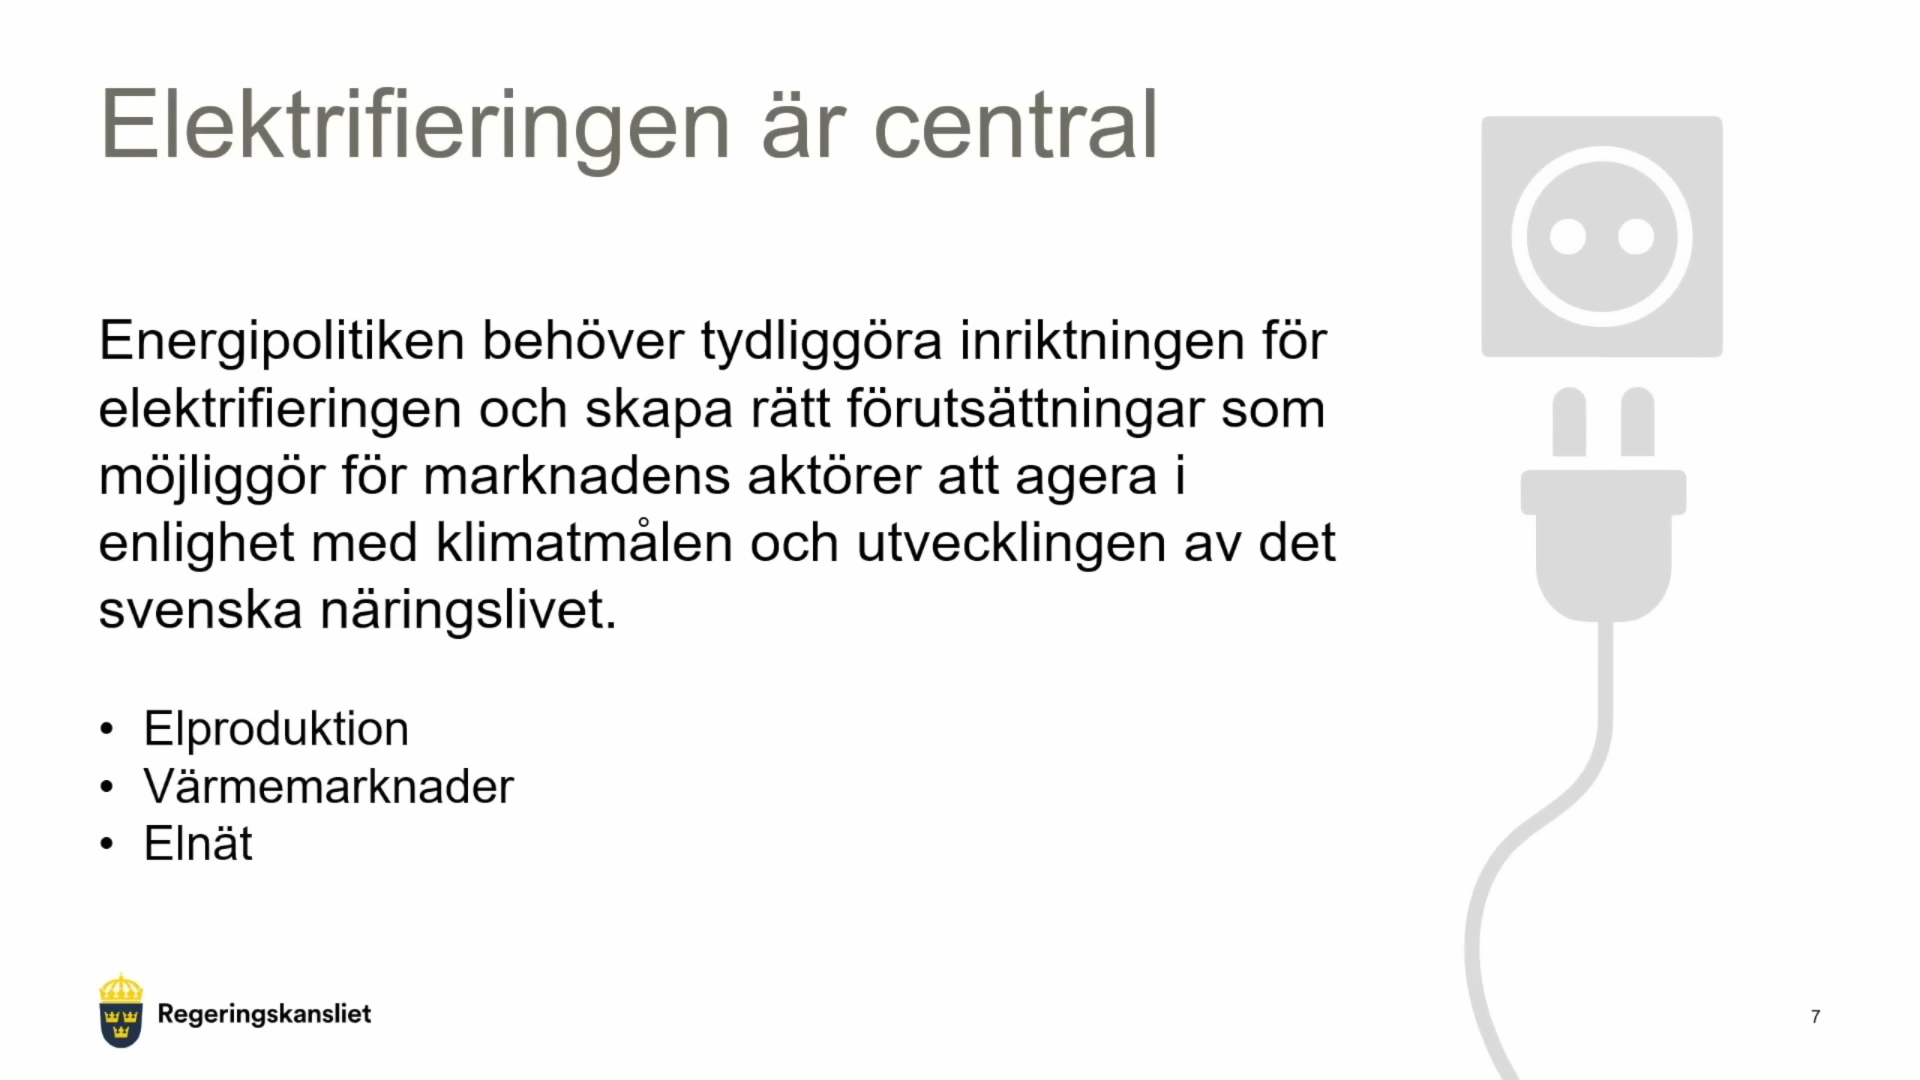 Elektrifieringen är central
Energipolitiken behöver tydliggöra inriktningen för
elektrifieringen och skapa rätt förutsättningar som
möjliggör för marknadens aktörer att agera i
enlighet med klimatmålen och utvecklingen av det
svenska näringslivet.
• Elproduktion
• Värmemarknader
• Elnät
Regeringskansliet
7